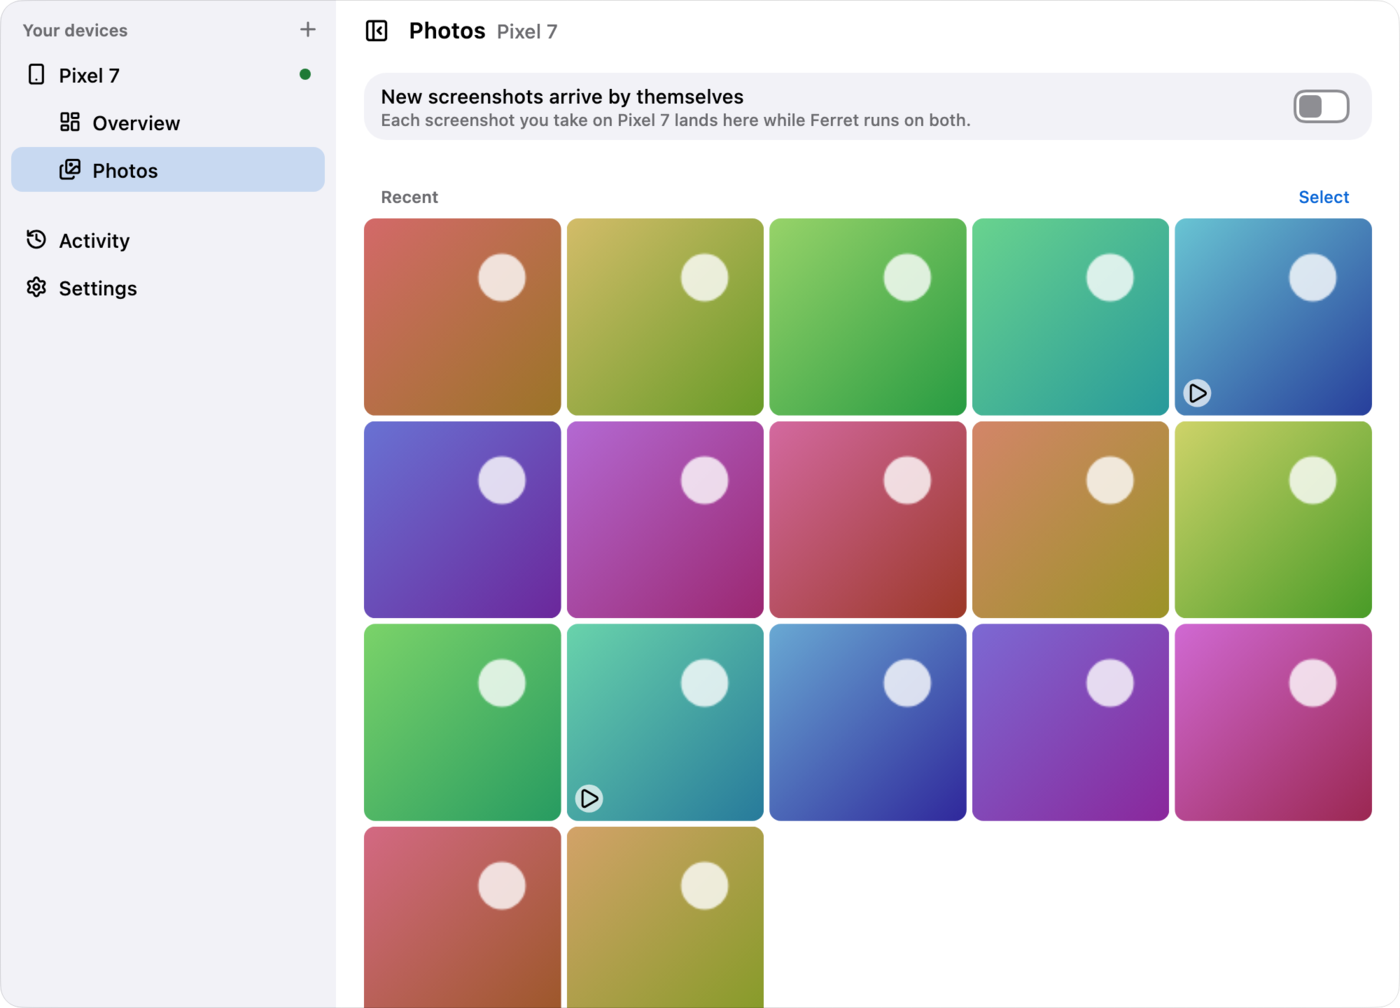 Your devices
Pixel 7
Overview
Photos
Activity
Settings
Photos Pixel 7
New screenshots arrive by themselves
Each screenshot you take on Pixel 7 lands here while Ferret runs on both.
Recent
Select